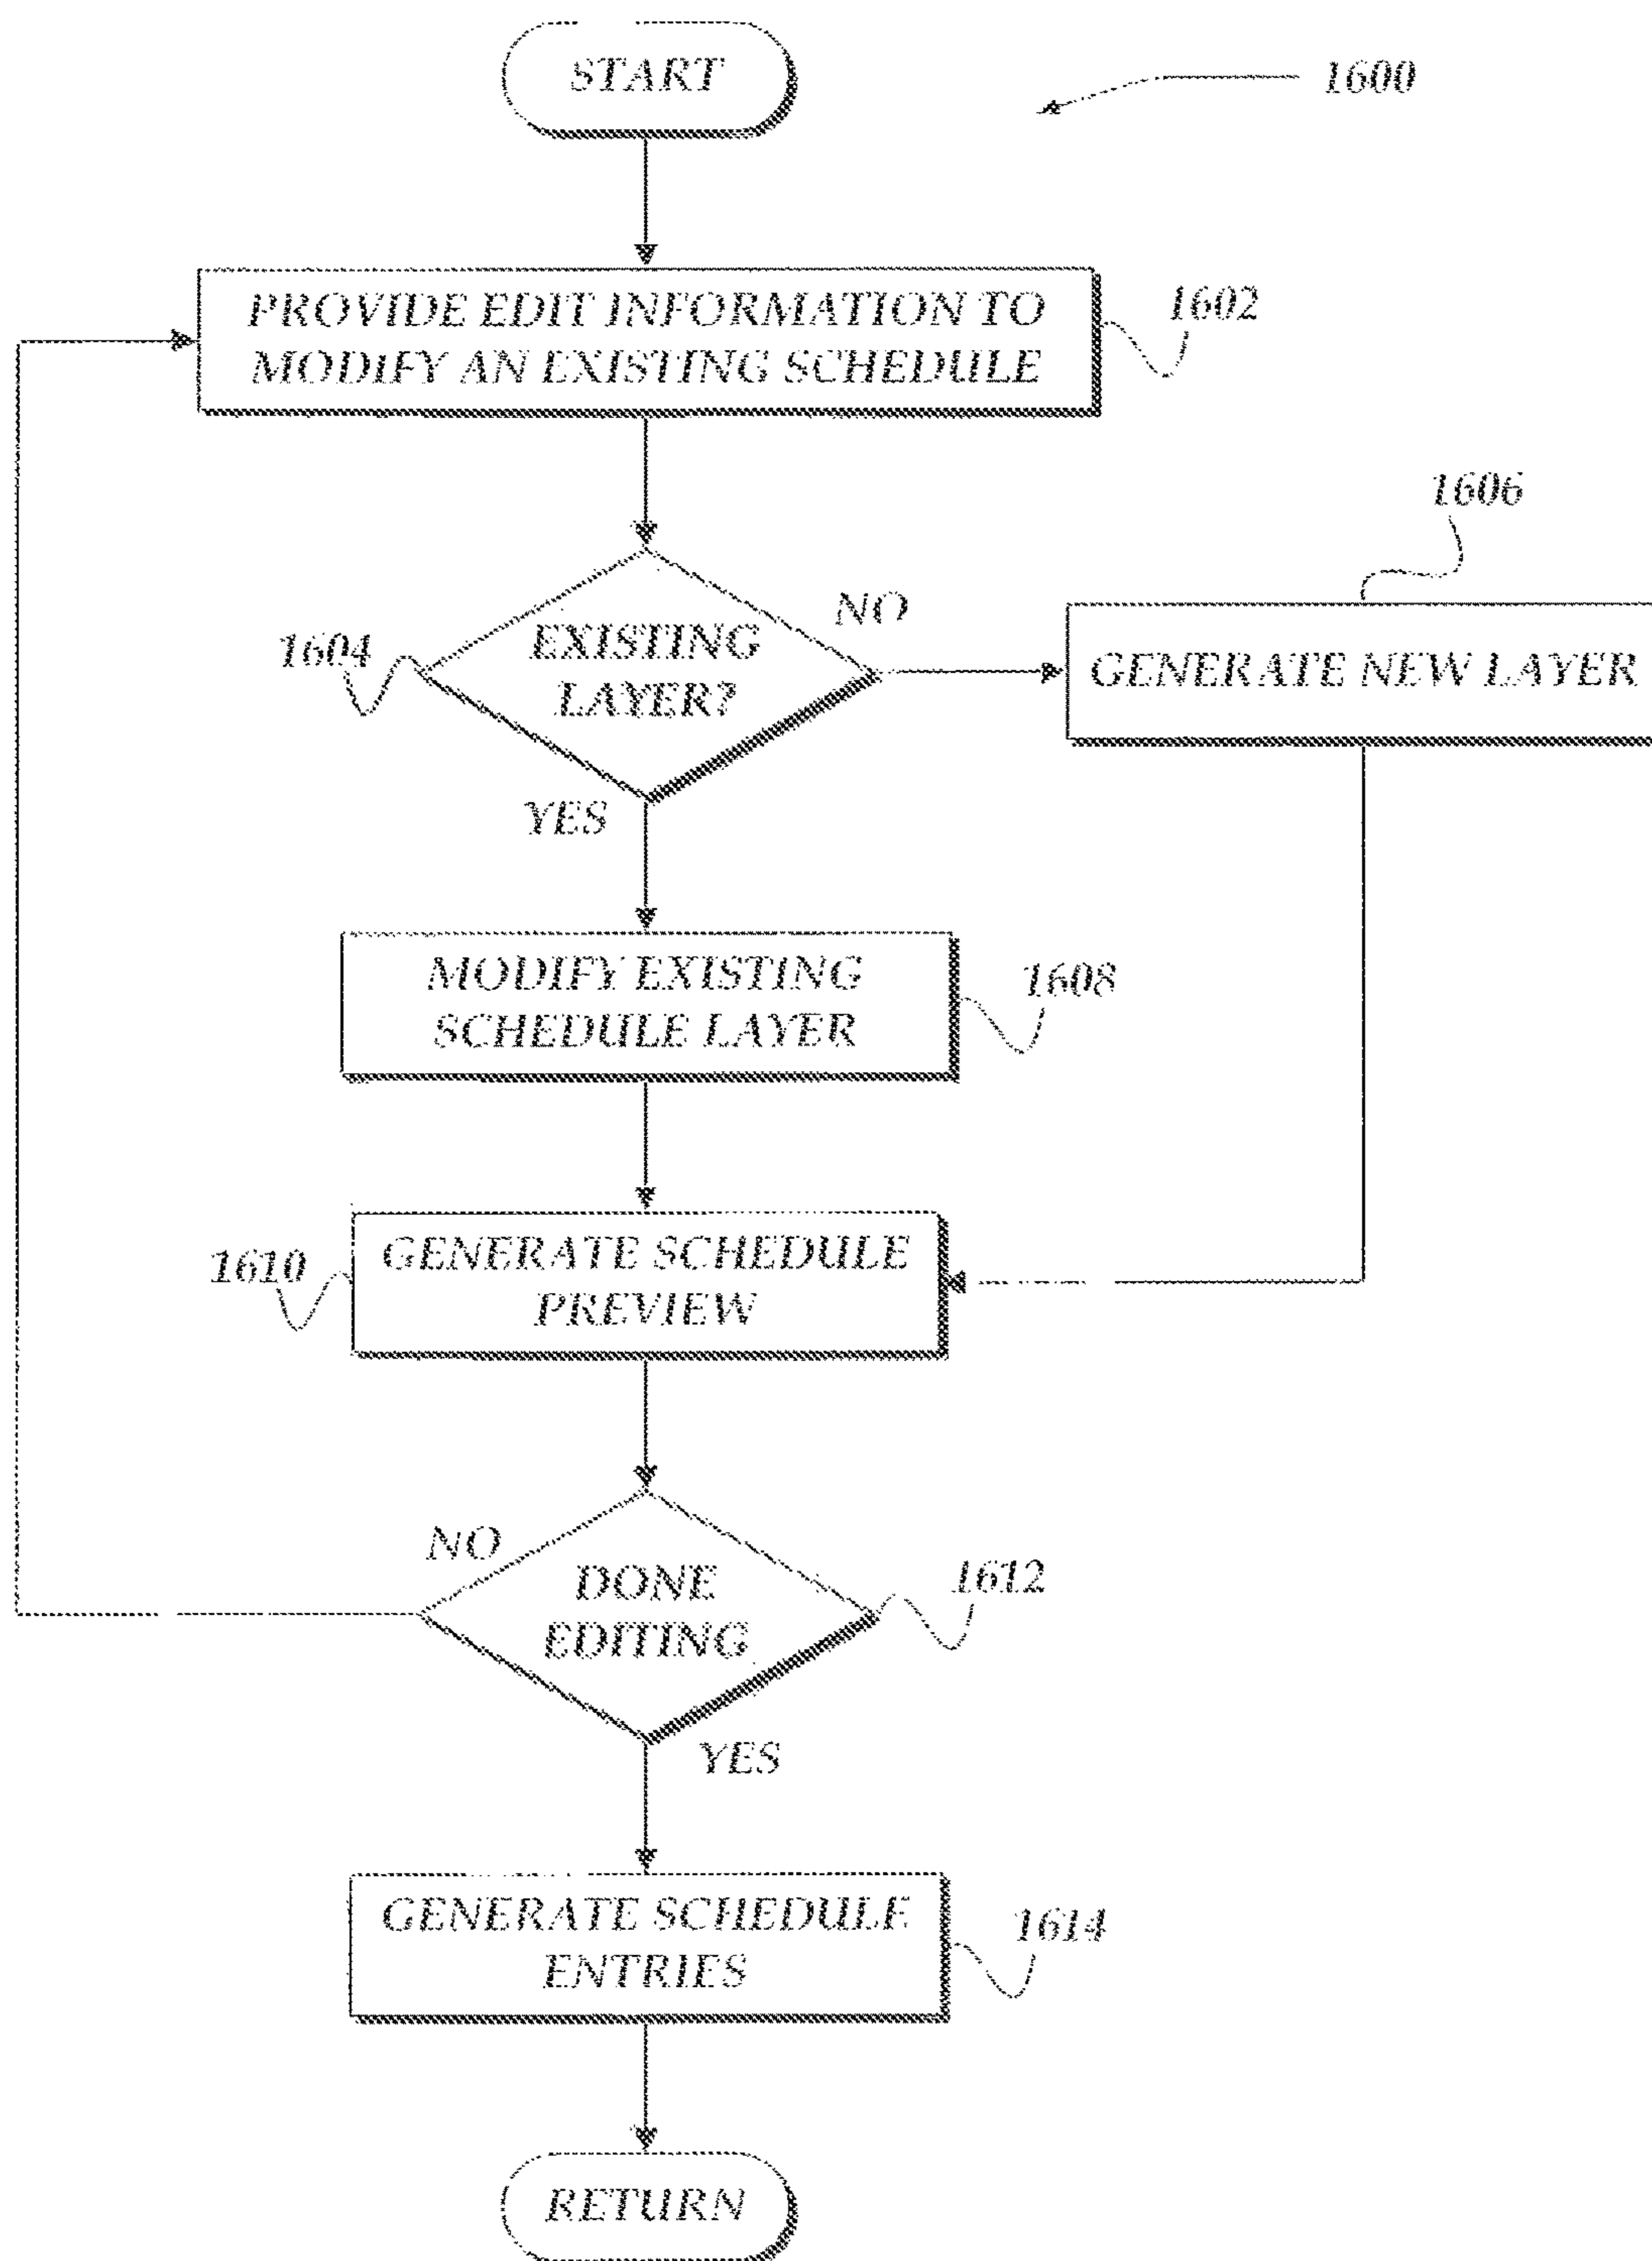 START
1600
PROVIDE EDIT INFORMATION TO
MODIFY AN EXISTING SCHEDULE
1602
1606
NO
1604
EXISTING
LAYER?
GENERATE NEW LAYER
YES
MODIFY EXISTING
SCHEDULE LAYER
1608
GENERATE SCHEDULE
PREVIEW
1610
NO
DONE
EDITING
1612
YES
GENERATE SCHEDULE
ENTRIES
1614
RETURN